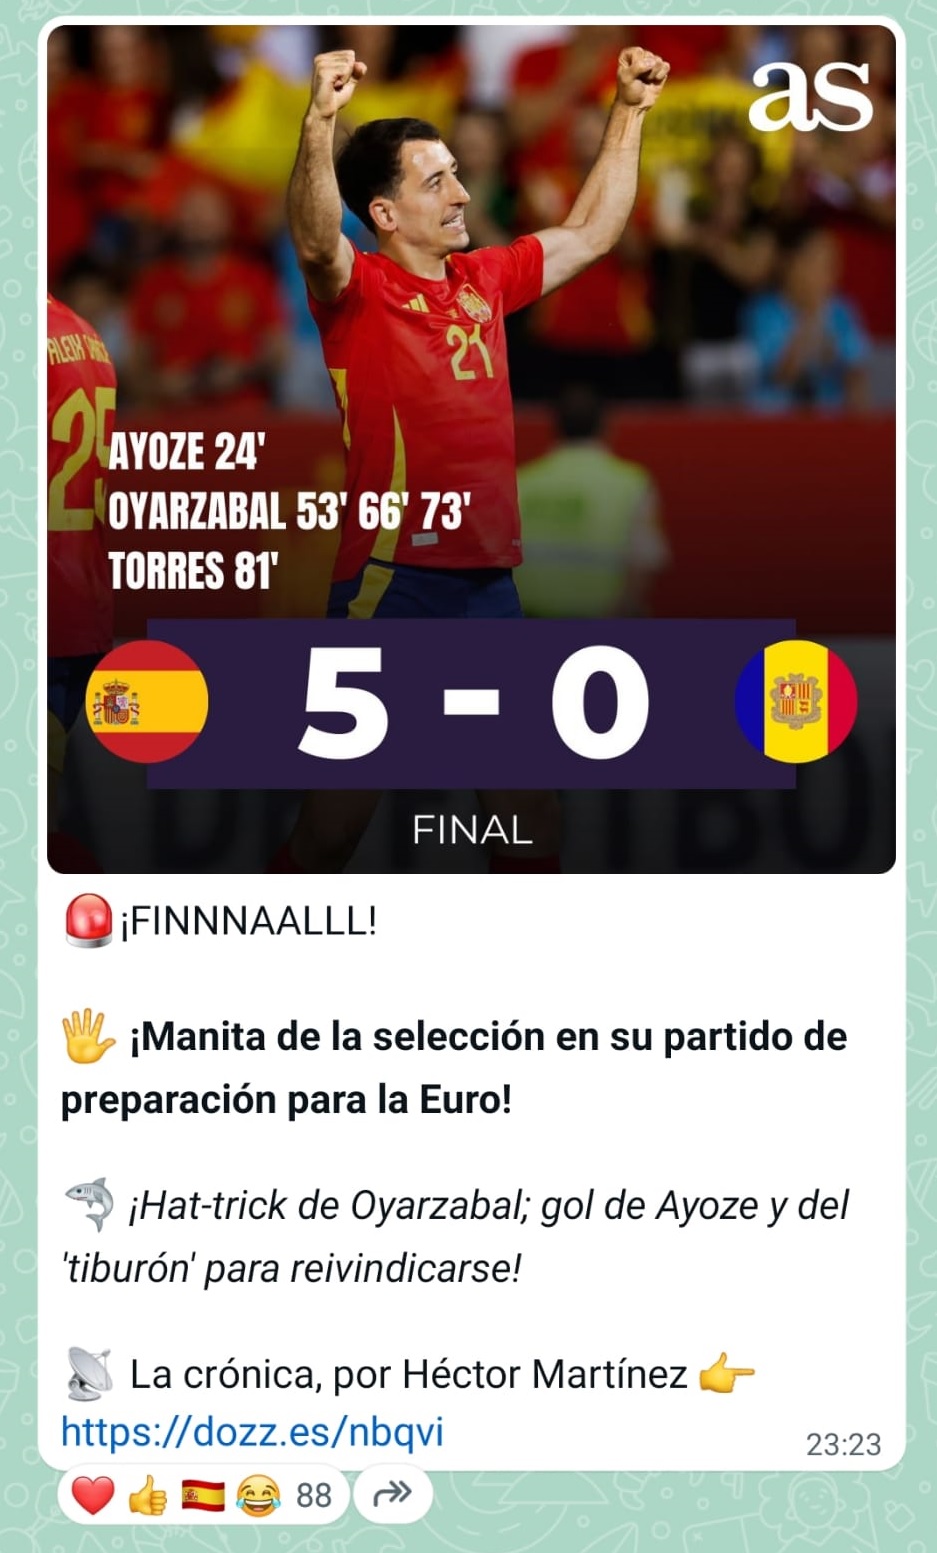 as
ALEIX
25
21
AYOZE 24'
OYARZABAL 53' 66' 73'
TORRES 81'
5 - 0
FINAL
🚨¡FINNNAALLL!
🖐️ ¡Manita de la selección en su partido de
preparación para la Euro!
🦈 ¡Hat-trick de Oyarzabal; gol de Ayoze y del
'tiburón' para reivindicarse!
📡 La crónica, por Héctor Martínez 👉
https://dozz.es/nbqvi
23:23
❤️👍🇪🇸😂 88